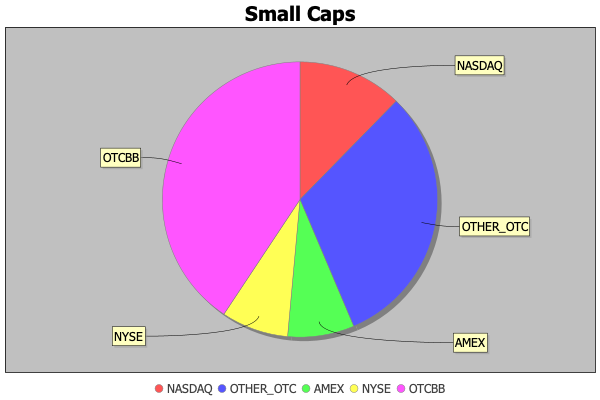 Small Caps
NASDAQ
OTCBB
OTHER_OTC
NYSE
AMEX
NASDAQ OTHER_OTC AMEX NYSE OTCBB